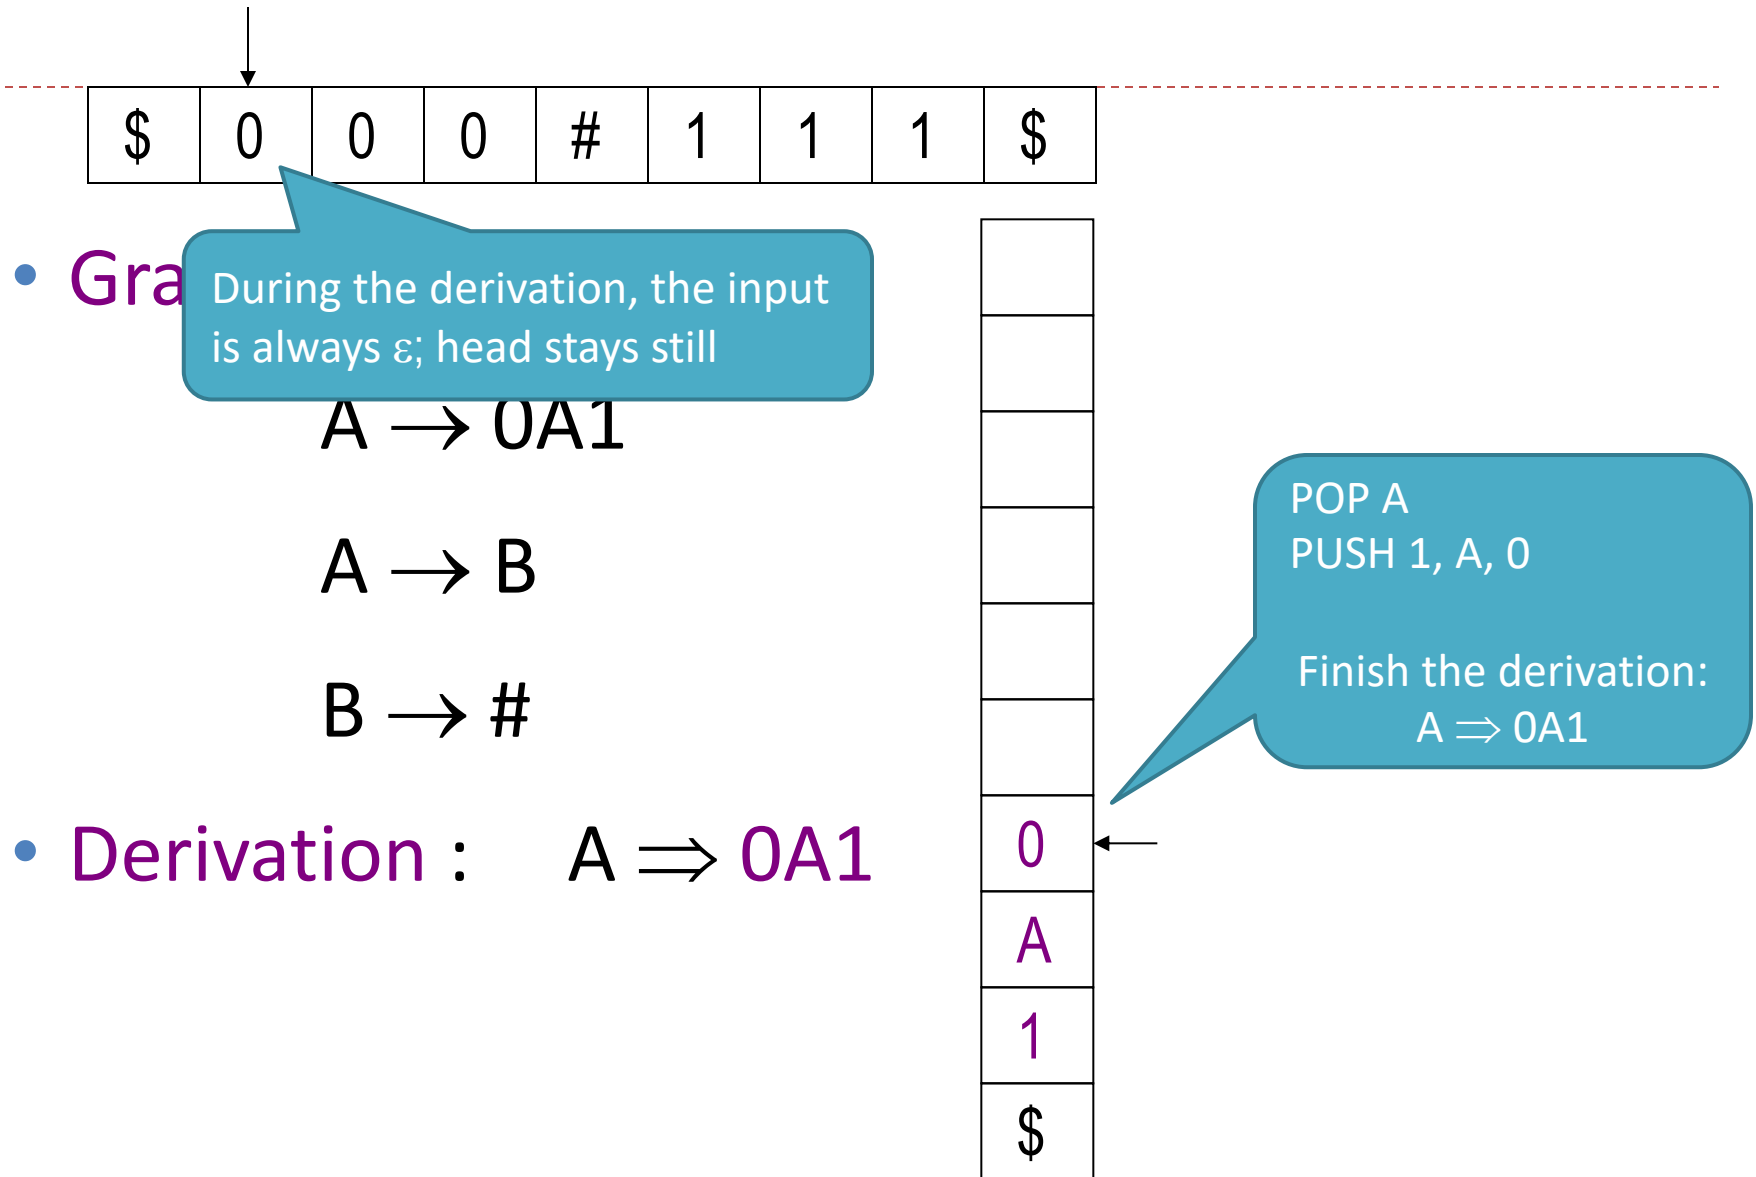 $ 0 0 0 # 1 1 1 $
• Gra
During the derivation, the input
is always ε; head stays still
A → 0A1
A → B
B → #
POP A
PUSH 1, A, 0
Finish the derivation:
A ⇒ 0A1
• Derivation : A ⇒ 0A1
0
A
1
$